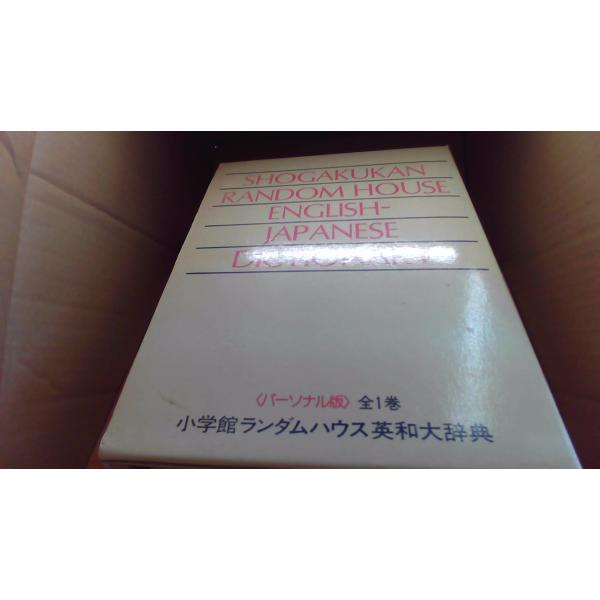 SHOGAKUKAN
RANDOM HOUSE
ENGLISH-
JAPANESE
DICTIONARY
〈パーソナル版〉 全1巻
小学館ランダムハウス英和大辞典